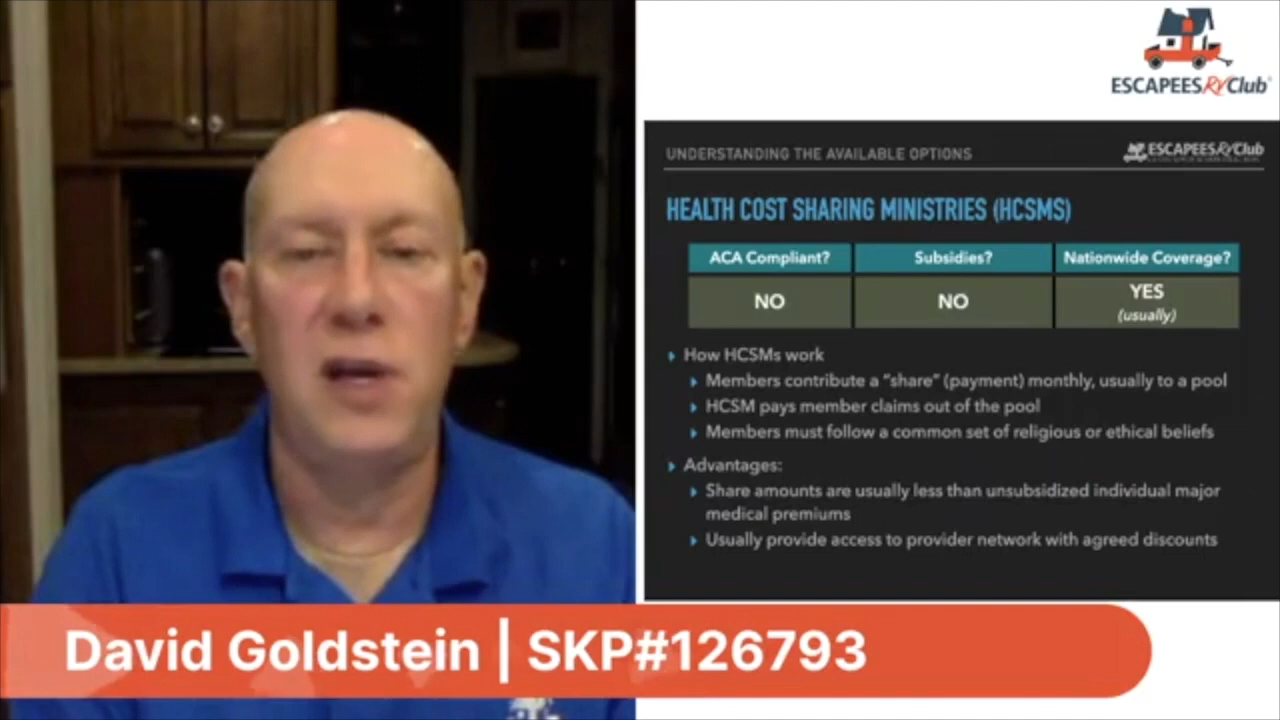 ESCAPEES RV Club
UNDERSTANDING THE AVAILABLE OPTIONS
ESCAPEES RV Club
HEALTH COST SHARING MINISTRIES (HCSMS)
ACA Compliant?
Subsidies?
Nationwide Coverage?
NO
NO
YES
(usually)
How HCSMs work
Members contribute a “share” (payment) monthly, usually to a pool
HCSM pays member claims out of the pool
Members must follow a common set of religious or ethical beliefs
Advantages:
Share amounts are usually less than unsubsidized individual major
medical premiums
Usually provide access to provider network with agreed discounts
David Goldstein | SKP#126793